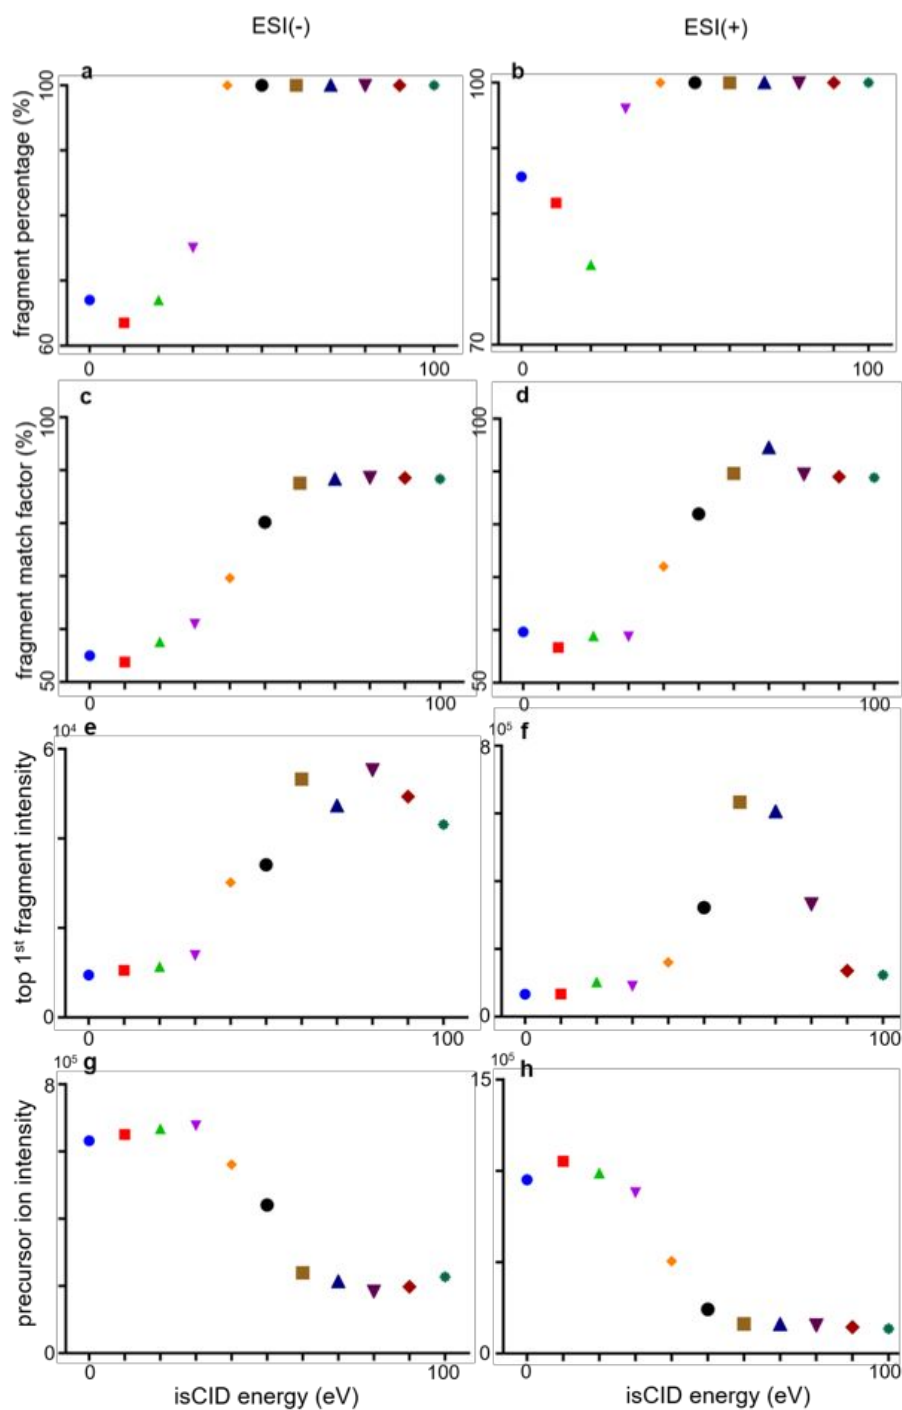 ESI(-) ESI(+)
a b
fragment percentage (%)
100 100
60 70
0 100 0 100
c d
fragment match factor (%)
100 100
50 50
0 100 0 100
10⁴ e 10⁵ f
top 1ˢᵗ fragment intensity
6 8
0 0
0 100 0 100
10⁵ g 10⁵ h
precursor ion intensity
8 15
0 0
0 100 0 100
isCID energy (eV) isCID energy (eV)